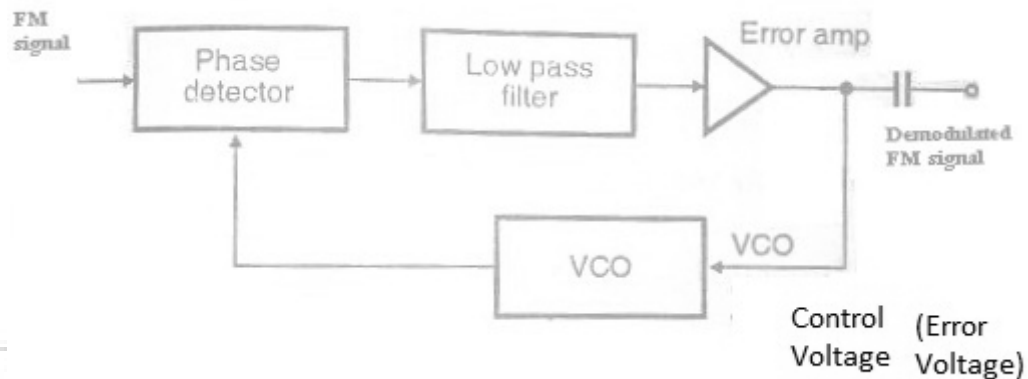 FM
signal
Phase
detector
Low pass
filter
Error amp
Demodulated
FM signal
VCO
VCO
Control
Voltage
(Error
Voltage)